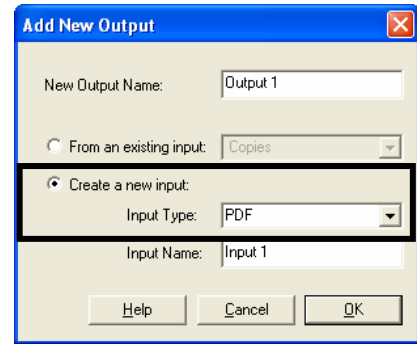 Add New Output
New Output Name: Output 1
From an existing input: Copies
Create a new input:
Input Type: PDF
Input Name: Input 1
Help Cancel OK